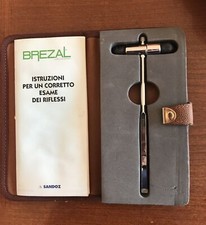 BREZAL
ISTRUZIONI
PER UN CORRETTO
ESAME
DEI RIFLESSI
SANDOZ